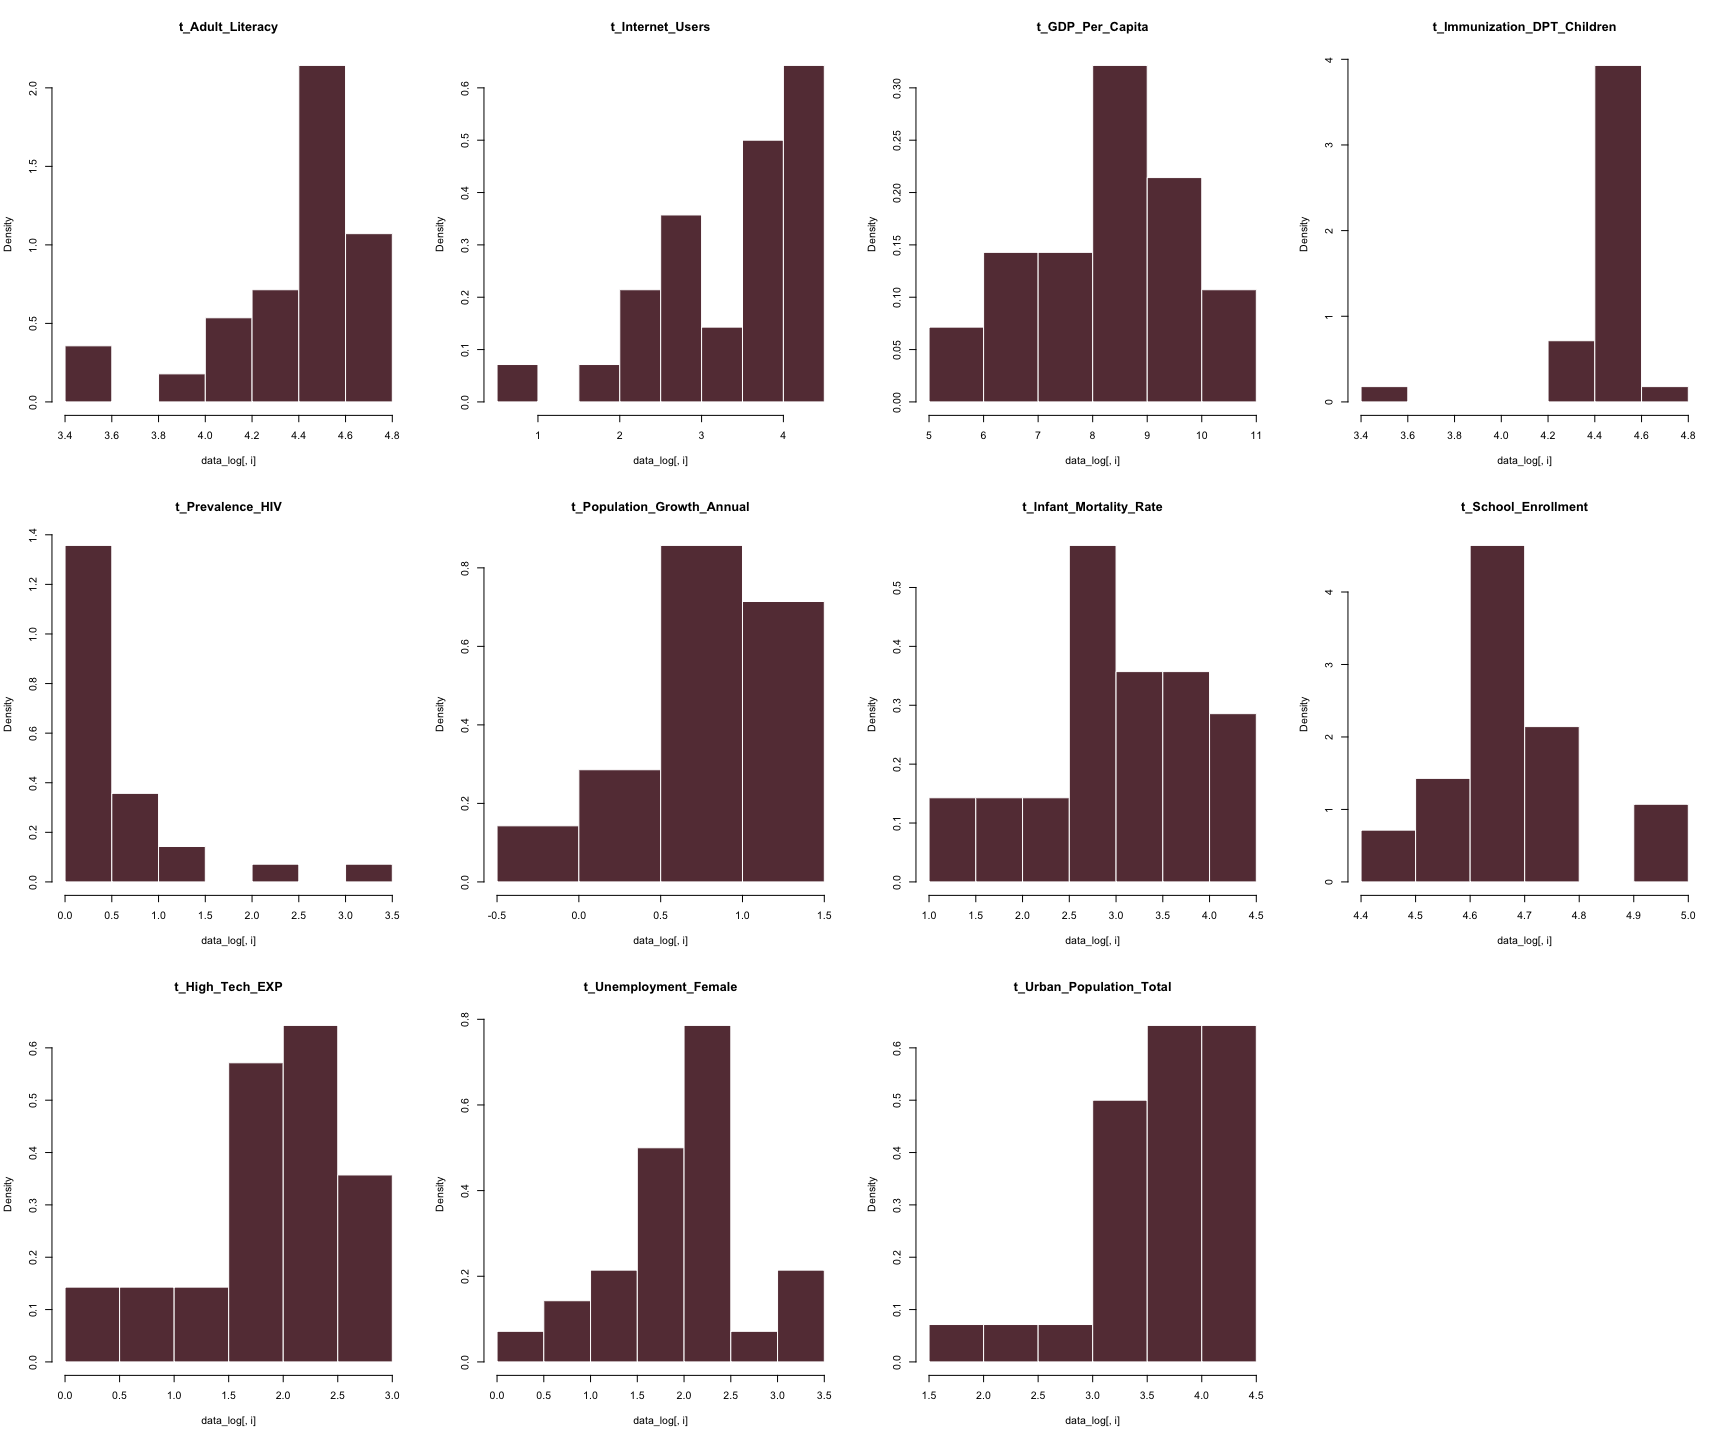 t_Adult_Literacy
Density
0.0 0.5 1.0 1.5 2.0
3.4 3.6 3.8 4.0 4.2 4.4 4.6 4.8
data_log[, i]
t_Internet_Users
Density
0.0 0.1 0.2 0.3 0.4 0.5 0.6
1 2 3 4
data_log[, i]
t_GDP_Per_Capita
Density
0.00 0.05 0.10 0.15 0.20 0.25 0.30
5 6 7 8 9 10 11
data_log[, i]
t_Immunization_DPT_Children
Density
0 1 2 3 4
3.4 3.6 3.8 4.0 4.2 4.4 4.6 4.8
data_log[, i]
t_Prevalence_HIV
Density
0.0 0.2 0.4 0.6 0.8 1.0 1.2 1.4
0.0 0.5 1.0 1.5 2.0 2.5 3.0 3.5
data_log[, i]
t_Population_Growth_Annual
Density
0.0 0.2 0.4 0.6 0.8
-0.5 0.0 0.5 1.0 1.5
data_log[, i]
t_Infant_Mortality_Rate
Density
0.0 0.1 0.2 0.3 0.4 0.5
1.0 1.5 2.0 2.5 3.0 3.5 4.0 4.5
data_log[, i]
t_School_Enrollment
Density
0 1 2 3 4
4.4 4.5 4.6 4.7 4.8 4.9 5.0
data_log[, i]
t_High_Tech_EXP
Density
0.0 0.1 0.2 0.3 0.4 0.5 0.6
0.0 0.5 1.0 1.5 2.0 2.5 3.0
data_log[, i]
t_Unemployment_Female
Density
0.0 0.2 0.4 0.6 0.8
0.0 0.5 1.0 1.5 2.0 2.5 3.0 3.5
data_log[, i]
t_Urban_Population_Total
Density
0.0 0.1 0.2 0.3 0.4 0.5 0.6
1.5 2.0 2.5 3.0 3.5 4.0 4.5
data_log[, i]